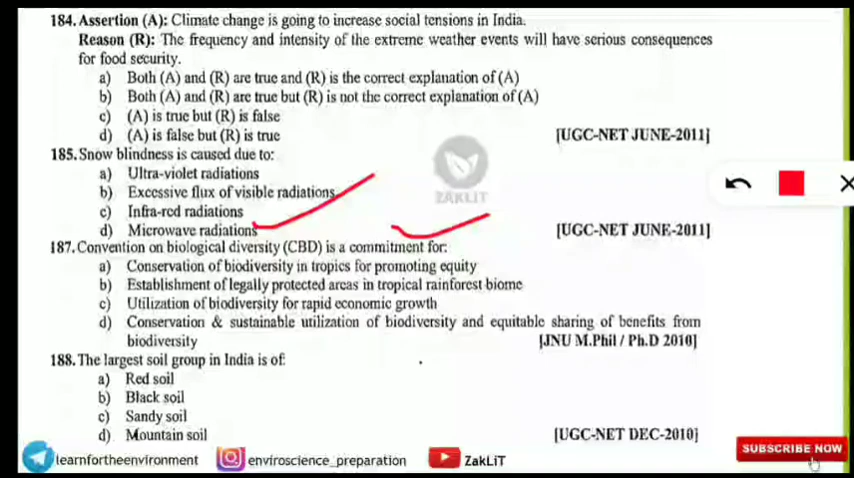 184. Assertion (A): Climate change is going to increase social tensions in India.
Reason (R): The frequency and intensity of the extreme weather events will have serious consequences
for food security.
a) Both (A) and (R) are true and (R) is the correct explanation of (A)
b) Both (A) and (R) are true but (R) is not the correct explanation of (A)
c) (A) is true but (R) is false
d) (A) is false but (R) is true [UGC-NET JUNE-2011]
185. Snow blindness is caused due to:
a) Ultra-violet radiations
b) Excessive flux of visible radiations
c) Infra-red radiations
d) Microwave radiations [UGC-NET JUNE-2011]
ZAKLIT
187. Convention on biological diversity (CBD) is a commitment for:
a) Conservation of biodiversity in tropics for promoting equity
b) Establishment of legally protected areas in tropical rainforest biome
c) Utilization of biodiversity for rapid economic growth
d) Conservation & sustainable utilization of biodiversity and equitable sharing of benefits from
biodiversity [JNU M.Phil / Ph.D 2010]
188. The largest soil group in India is of:
a) Red soil
b) Black soil
c) Sandy soil
d) Mountain soil [UGC-NET DEC-2010]
learnfortheenvironment enviroscience_preparation ZakLiT
SUBSCRIBE NOW